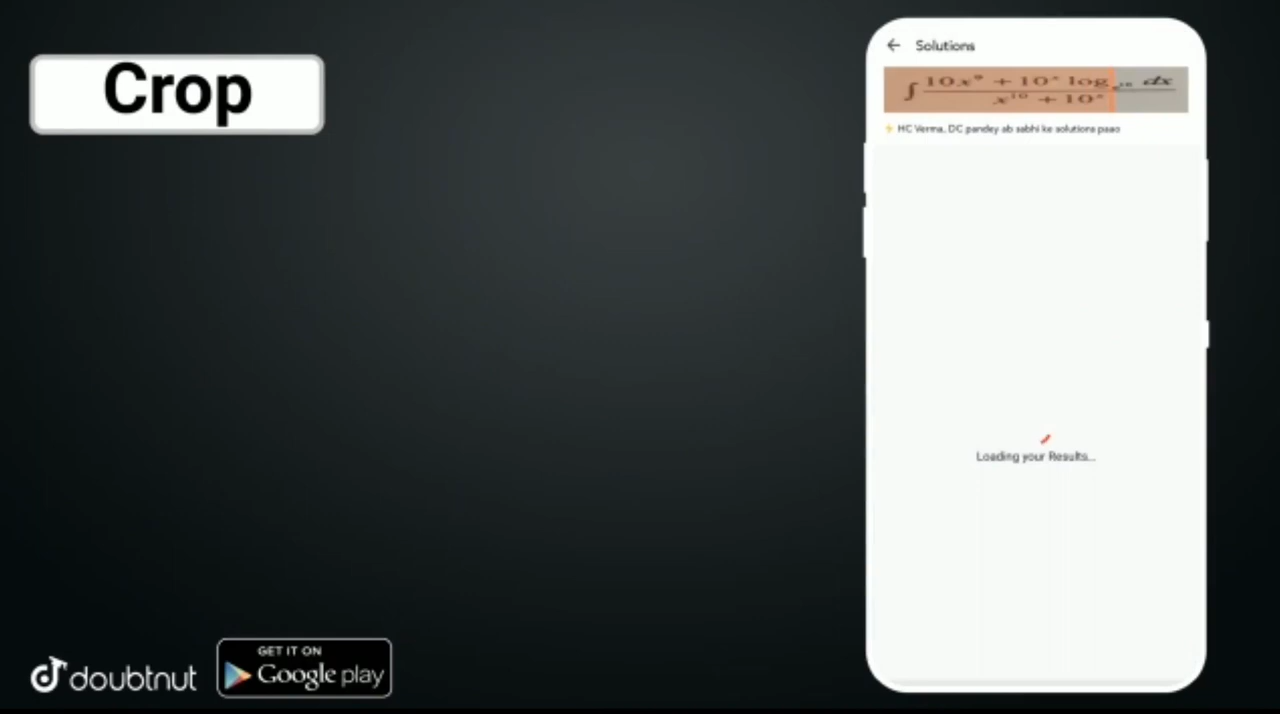 Crop
← Solutions
∫ 10x⁹ + 10ˣ log ₑ¹⁰ dx
x¹⁰ + 10ˣ
HC Verma, DC pandey ab sabhi ke solutions paao
Loading your Results...
doubtnut
GET IT ON
Google play